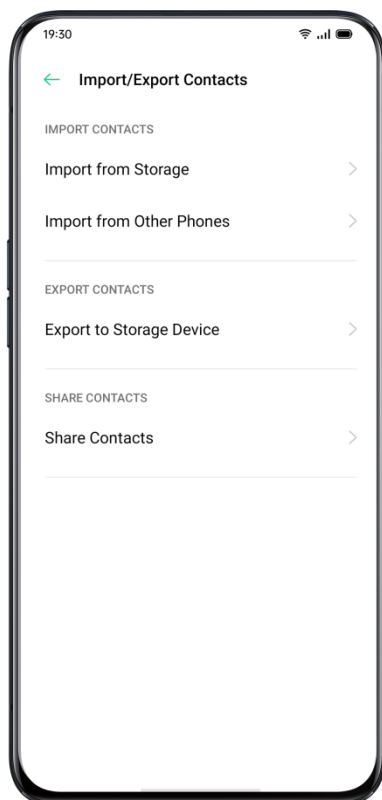 19:30
Import/Export Contacts
IMPORT CONTACTS
Import from Storage
Import from Other Phones
EXPORT CONTACTS
Export to Storage Device
SHARE CONTACTS
Share Contacts